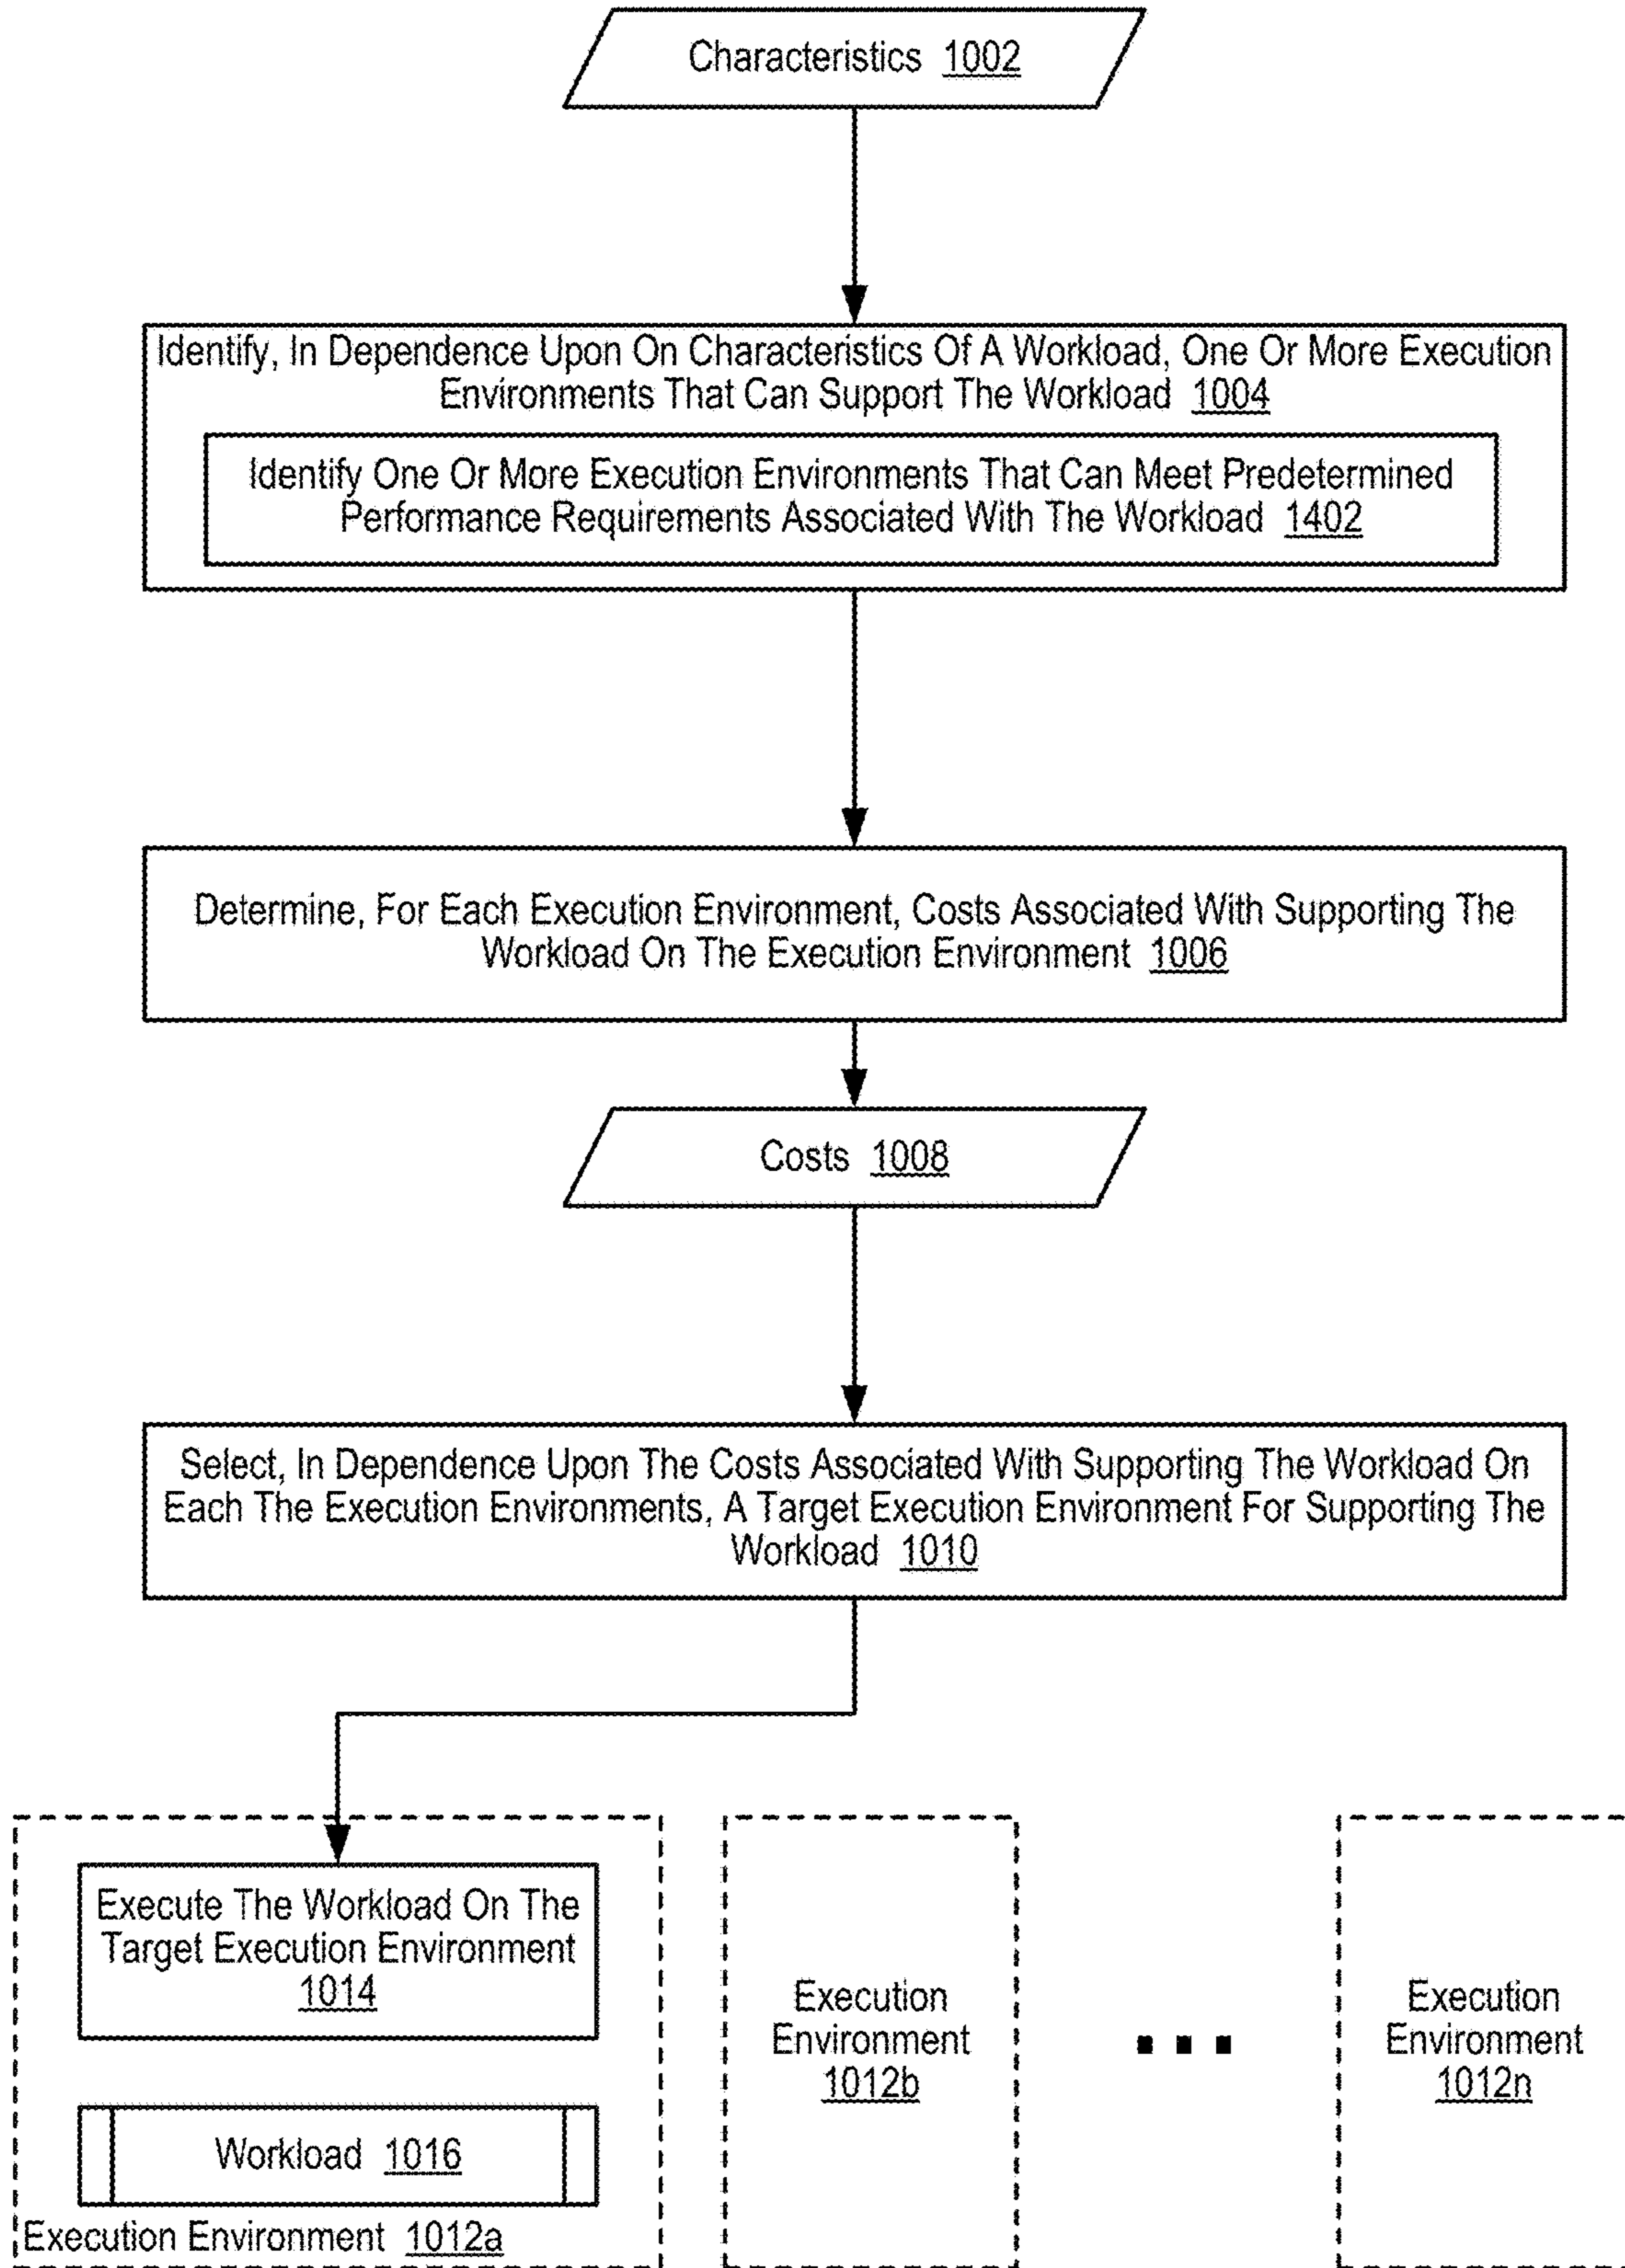 Characteristics 1002
Identify, In Dependence Upon On Characteristics Of A Workload, One Or More Execution
Environments That Can Support The Workload 1004
Identify One Or More Execution Environments That Can Meet Predetermined
Performance Requirements Associated With The Workload 1402
Determine, For Each Execution Environment, Costs Associated With Supporting The
Workload On The Execution Environment 1006
Costs 1008
Select, In Dependence Upon The Costs Associated With Supporting The Workload On
Each The Execution Environments, A Target Execution Environment For Supporting The
Workload 1010
Execute The Workload On The
Target Execution Environment
1014
Workload 1016
Execution Environment 1012a
Execution
Environment
1012b
Execution
Environment
1012n